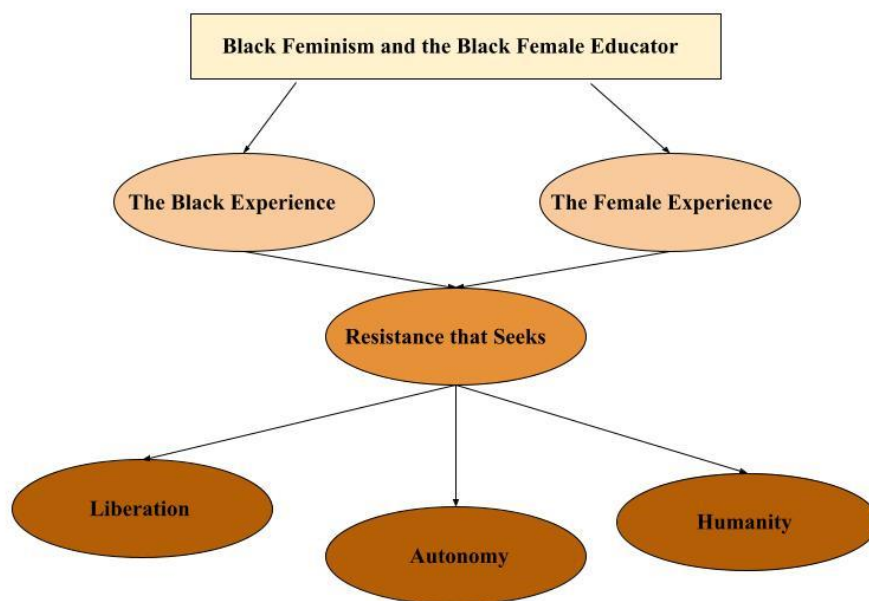 Black Feminism and the Black Female Educator
The Black Experience
The Female Experience
Resistance that Seeks
Liberation
Autonomy
Humanity